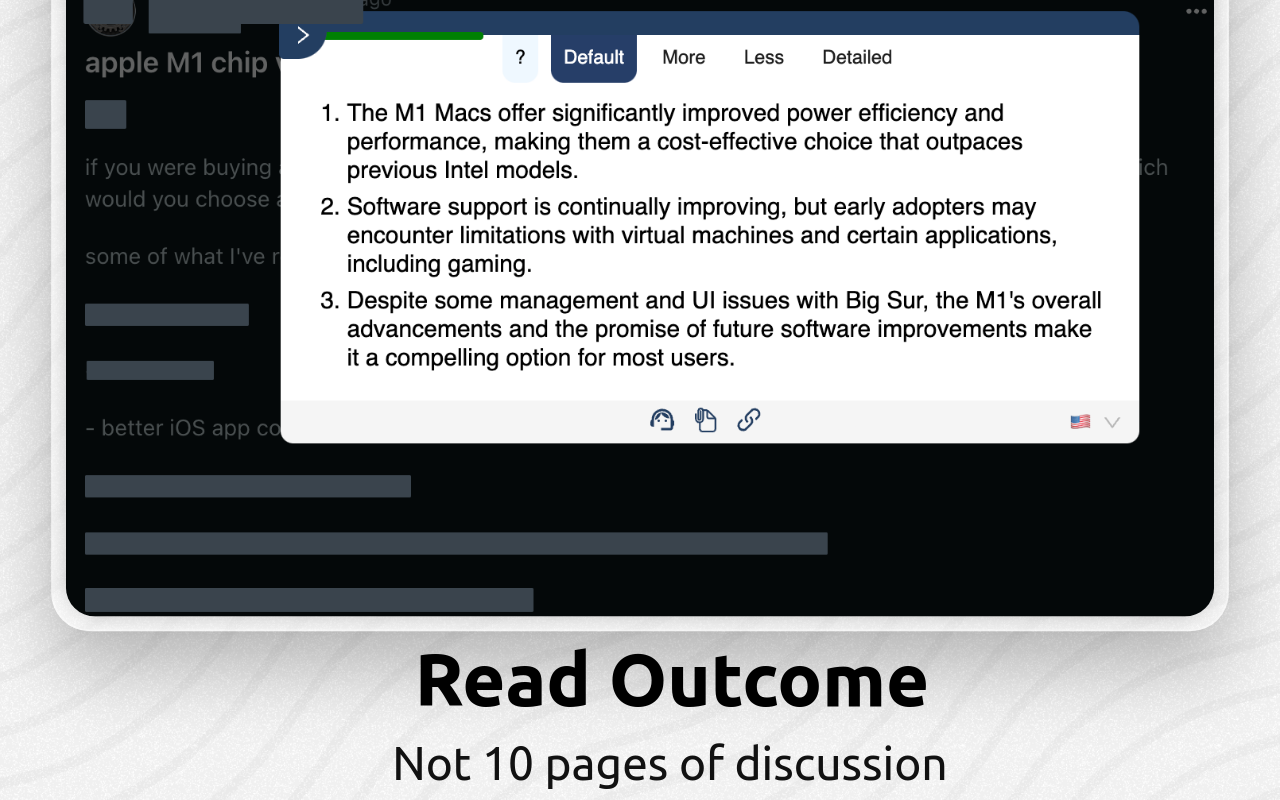 ago
apple M1 chip
? Default More Less Detailed
1. The M1 Macs offer significantly improved power efficiency and
performance, making them a cost-effective choice that outpaces
previous Intel models.
if you were buying
would you choose
2. Software support is continually improving, but early adopters may
encounter limitations with virtual machines and certain applications,
including gaming.
some of what I've
3. Despite some management and UI issues with Big Sur, the M1's overall
advancements and the promise of future software improvements make
it a compelling option for most users.
- better iOS app
Read Outcome
Not 10 pages of discussion